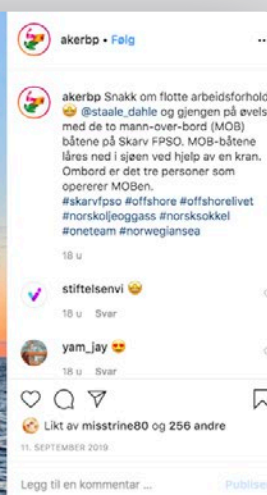 akerbp • Følg ...
akerbp Snakk om flotte arbeidsforhold
🤩 @staale_dahle og gjengen på øvels
med de to mann-over-bord (MOB)
båtene på Skarv FPSO. MOB-båtene
låres ned i sjøen ved hjelp av en kran.
Ombord er det tre personer som
opererer MOBen.
#skarvfpso #offshore #offshorelivet
#norskoljeoggass #norsksokkel
#oneteam #norwegiansea
18 u
stiftelsenvi 🤩
18 u Svar
yam_jay 😍
18 u Svar
Likt av misstrine80 og 256 andre
11. SEPTEMBER 2019
Legg til en kommentar ... Publiser